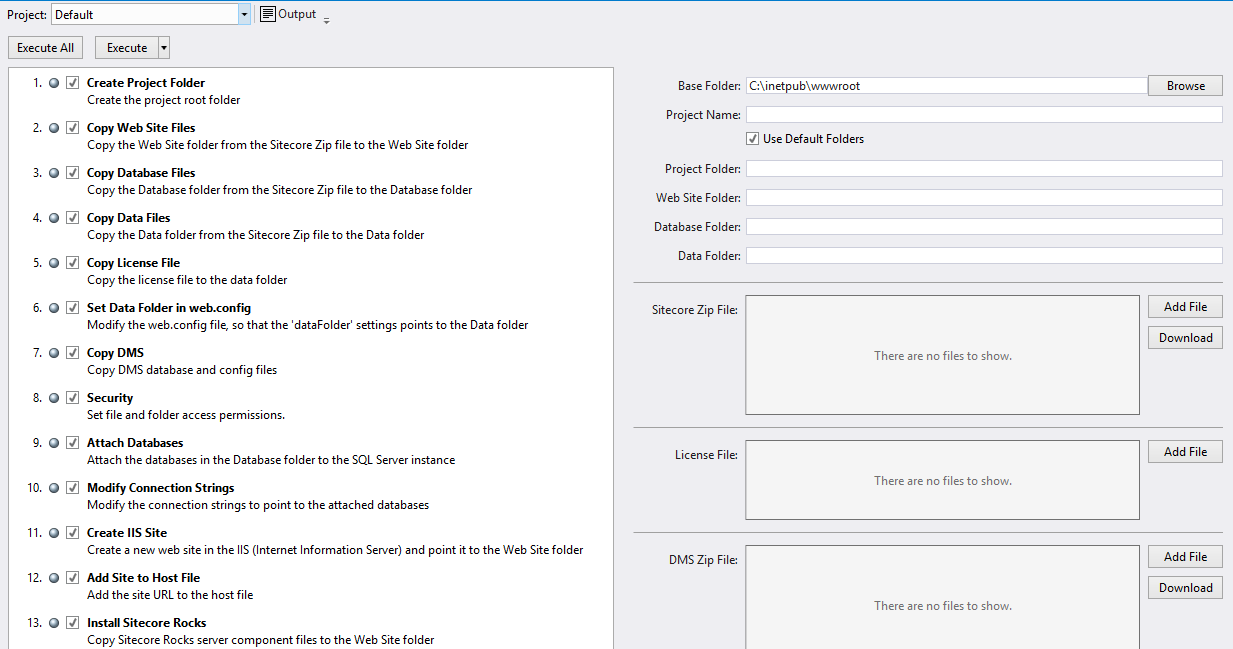 Project: Default Output
Execute All Execute
1. Create Project Folder
Create the project root folder
2. Copy Web Site Files
Copy the Web Site folder from the Sitecore Zip file to the Web Site folder
3. Copy Database Files
Copy the Database folder from the Sitecore Zip file to the Database folder
4. Copy Data Files
Copy the Data folder from the Sitecore Zip file to the Data folder
5. Copy License File
Copy the license file to the data folder
6. Set Data Folder in web.config
Modify the web.config file, so that the 'dataFolder' settings points to the Data folder
7. Copy DMS
Copy DMS database and config files
8. Security
Set file and folder access permissions.
9. Attach Databases
Attach the databases in the Database folder to the SQL Server instance
10. Modify Connection Strings
Modify the connection strings to point to the attached databases
11. Create IIS Site
Create a new web site in the IIS (Internet Information Server) and point it to the Web Site folder
12. Add Site to Host File
Add the site URL to the host file
13. Install Sitecore Rocks
Copy Sitecore Rocks server component files to the Web Site folder
Base Folder: C:\inetpub\wwwroot Browse
Project Name:
Use Default Folders
Project Folder:
Web Site Folder:
Database Folder:
Data Folder:
Sitecore Zip File: Add File
Download
There are no files to show.
License File: Add File
There are no files to show.
DMS Zip File: Add File
Download
There are no files to show.